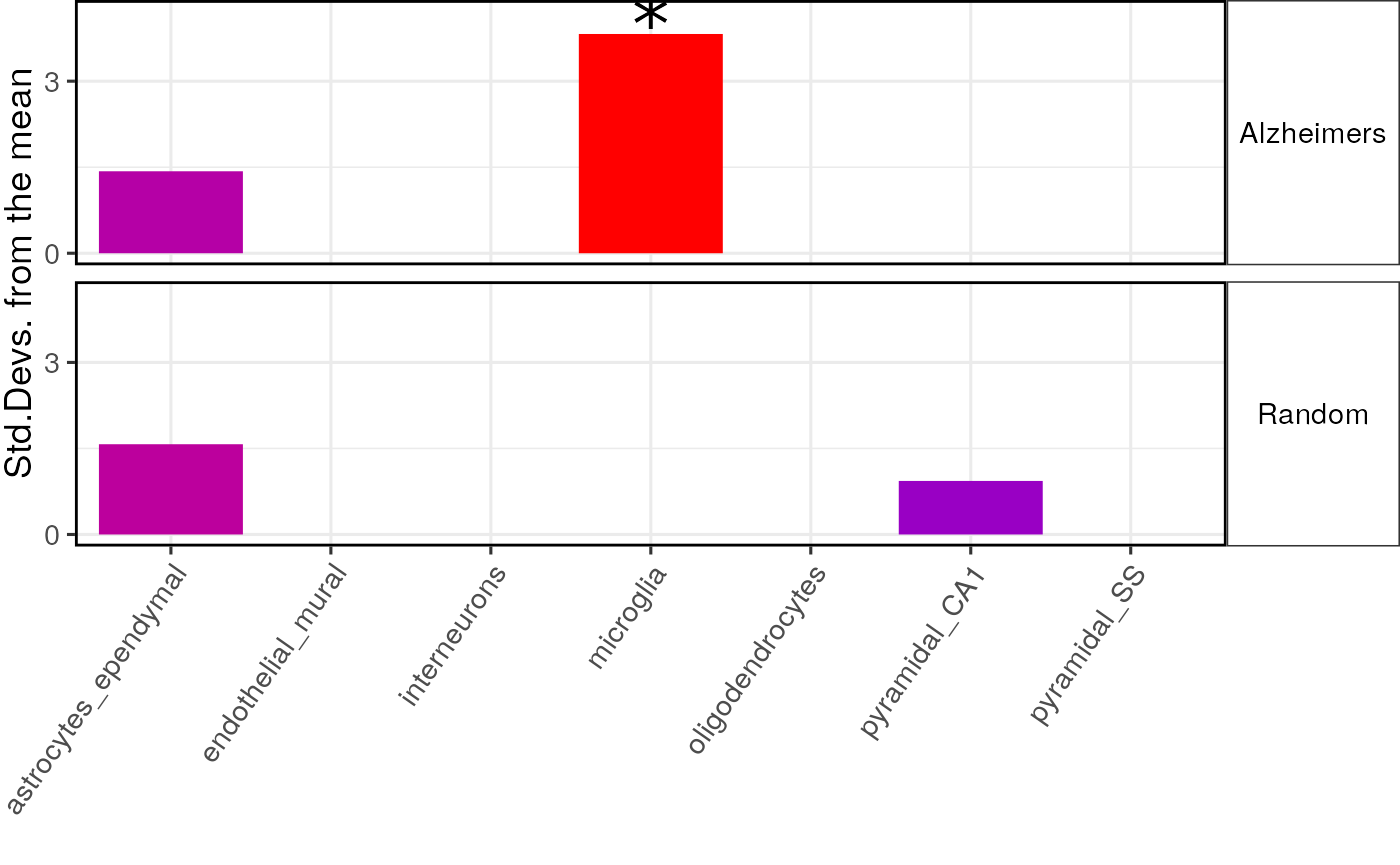 *
Std.Devs. from the mean
3
0
Alzheimers
3
0
Random
astrocytes_ependymal
endothelial_mural
interneurons
microglia
oligodendrocytes
pyramidal_CA1
pyramidal_SS